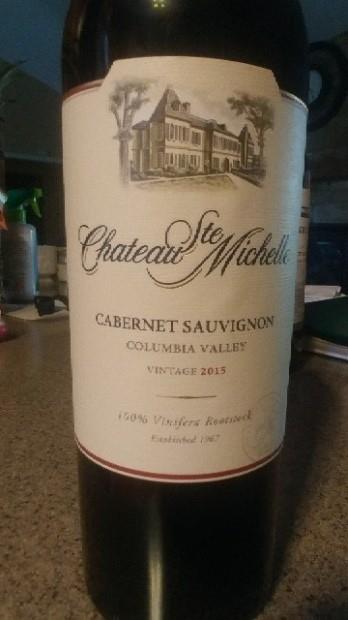 Chateau Ste Michelle
CABERNET SAUVIGNON
COLUMBIA VALLEY
VINTAGE 2015
100% Vinifera Rootstock
Established 1967